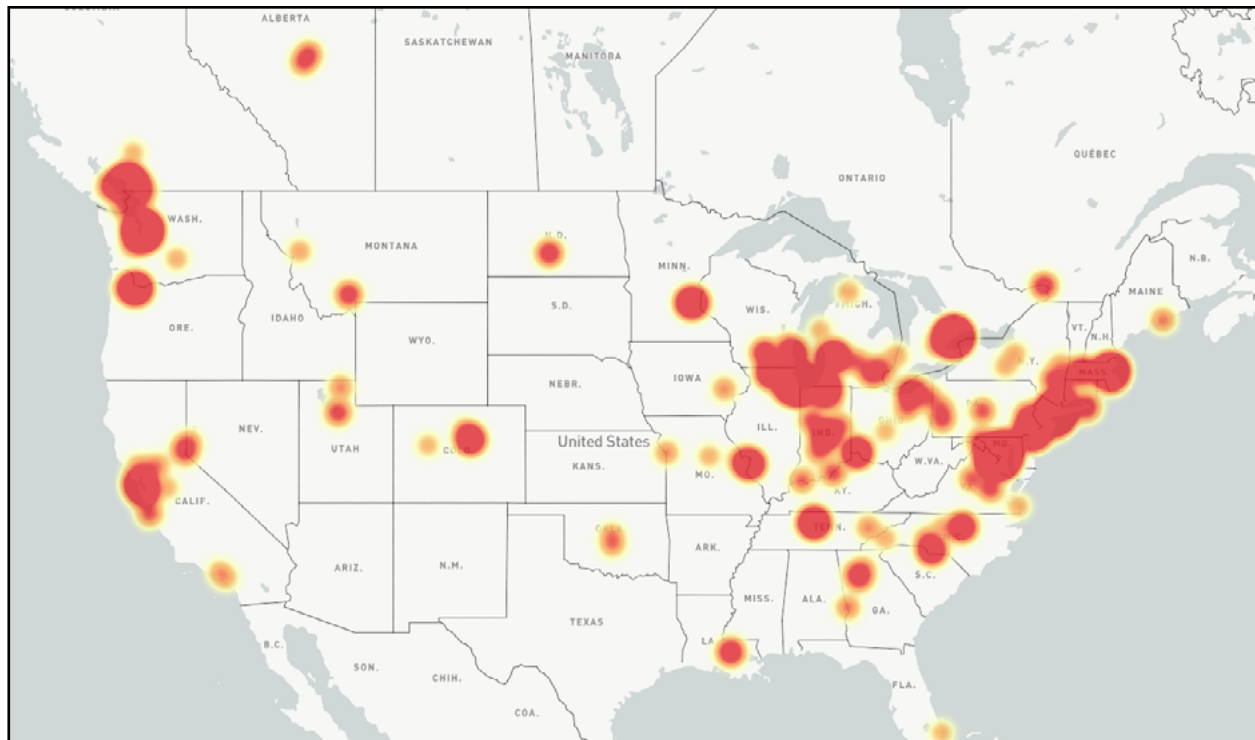 ALBERTA
SASKATCHEWAN
MANITOBA
ONTARIO
QUÉBEC
N.B.
WASH.
MONTANA
N.D.
MINN.
MAINE
S.D.
WIS.
MICH.
VT.
N.H.
ORE.
IDAHO
WYO.
N.Y.
MASS.
IOWA
NEBR.
NEV.
UTAH
COLO.
United States
KANS.
ILL.
IND.
OHIO
PA.
MD.
W.VA.
VA.
CALIF.
MO.
KY.
ARIZ.
N.M.
OKLA.
ARK.
TENN.
N.C.
S.C.
TEXAS
MISS.
ALA.
GA.
LA.
B.C.
SON.
CHIH.
COA.
FLA.